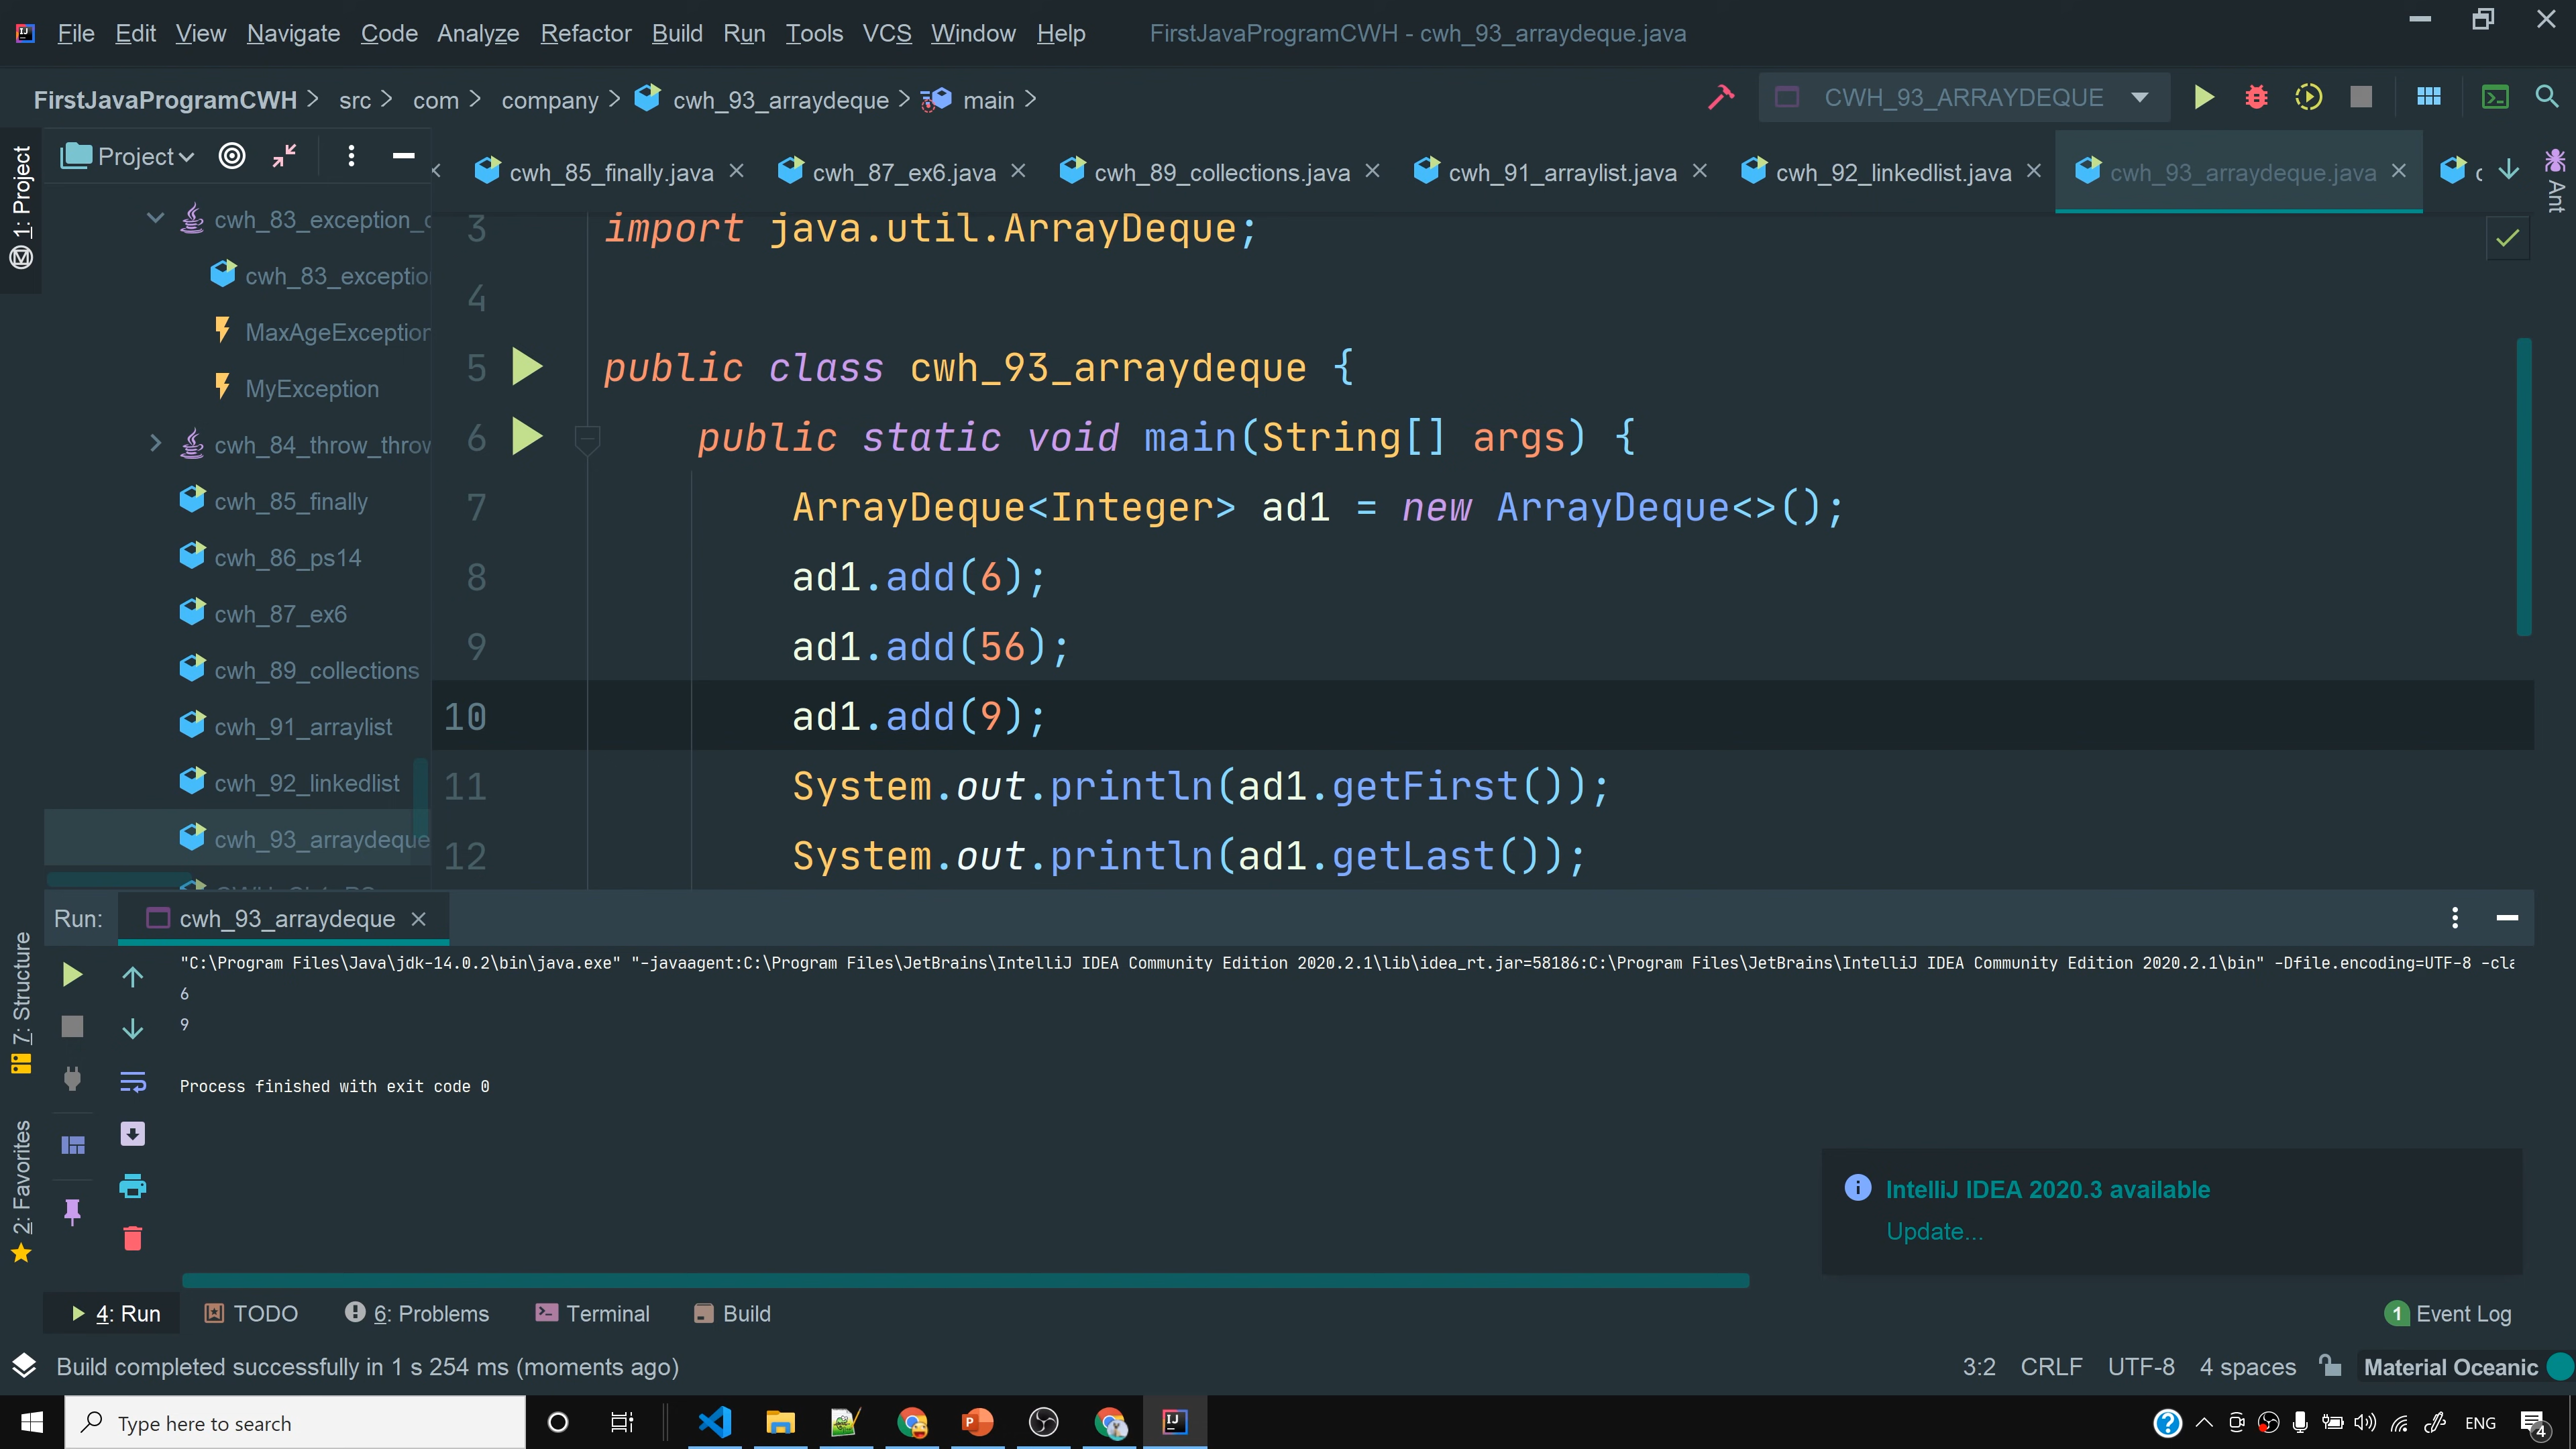 File Edit View Navigate Code Analyze Refactor Build Run Tools VCS Window Help FirstJavaProgramCWH - cwh_93_arraydeque.java
FirstJavaProgramCWH src com company cwh_93_arraydeque main CWH_93_ARRAYDEQUE
1: Project
Project
cwh_85_finally.java cwh_87_ex6.java cwh_89_collections.java cwh_91_arraylist.java cwh_92_linkedlist.java cwh_93_arraydeque.java
Ant
cwh_83_exception_
cwh_83_exceptio
MaxAgeException
MyException
cwh_84_throw_throw
cwh_85_finally
cwh_86_ps14
cwh_87_ex6
cwh_89_collections
cwh_91_arraylist
cwh_92_linkedlist
cwh_93_arraydeque
3 import java.util.ArrayDeque;
4
5 public class cwh_93_arraydeque {
6 public static void main(String[] args) {
7 ArrayDeque<Integer> ad1 = new ArrayDeque<>();
8 ad1.add(6);
9 ad1.add(56);
10 ad1.add(9);
11 System.out.println(ad1.getFirst());
12 System.out.println(ad1.getLast());
Run: cwh_93_arraydeque
7: Structure
2: Favorites
"C:\Program Files\Java\jdk-14.0.2\bin\java.exe" "-javaagent:C:\Program Files\JetBrains\IntelliJ IDEA Community Edition 2020.2.1\lib\idea_rt.jar=58186:C:\Program Files\JetBrains\IntelliJ IDEA Community Edition 2020.2.1\bin" -Dfile.encoding=UTF-8 -cla
6
9
Process finished with exit code 0
IntelliJ IDEA 2020.3 available
Update...
4: Run TODO 6: Problems Terminal Build 1 Event Log
Build completed successfully in 1 s 254 ms (moments ago) 3:2 CRLF UTF-8 4 spaces Material Oceanic
Type here to search ENG 4